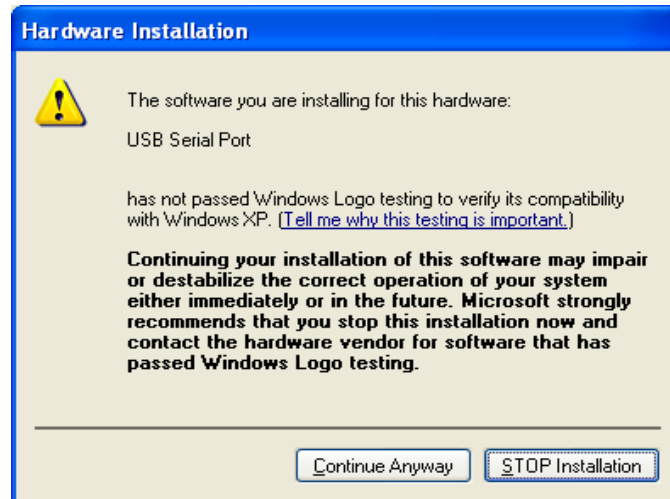 Hardware Installation
The software you are installing for this hardware:
USB Serial Port
has not passed Windows Logo testing to verify its compatibility
with Windows XP. (Tell me why this testing is important.)
Continuing your installation of this software may impair
or destabilize the correct operation of your system
either immediately or in the future. Microsoft strongly
recommends that you stop this installation now and
contact the hardware vendor for software that has
passed Windows Logo testing.
Continue Anyway
STOP Installation